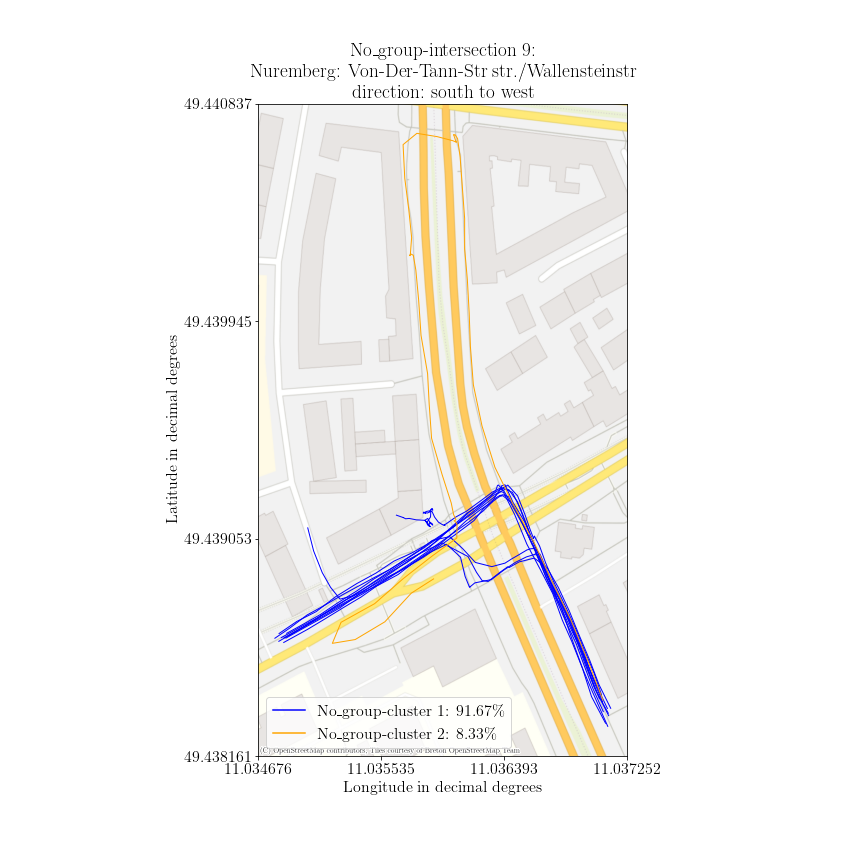 No_group-intersection 9:
Nuremberg: Von-Der-Tann-Str str./Wallensteinstr
direction: south to west
49.440837
49.439945
49.439053
49.438161
Latitude in decimal degrees
No_group-cluster 1: 91.67%
No_group-cluster 2: 8.33%
(C) OpenStreetMap contributors, Tiles courtesy of Breton OpenStreetMap Team
11.034676 11.035535 11.036393 11.037252
Longitude in decimal degrees